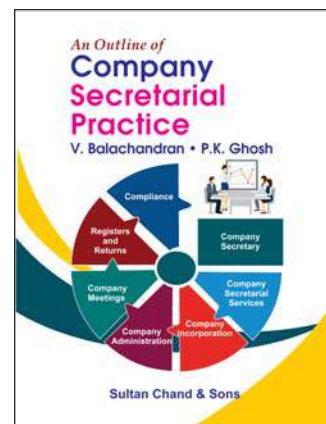 An Outline of
Company
Secretarial
Practice
V. Balachandran • P.K. Ghosh
Compliance
Company
Secretary
Registers
and
Returns
Company
Secretarial
Services
Company
Meetings
Company
Administration
Company
Incorporation
Sultan Chand & Sons